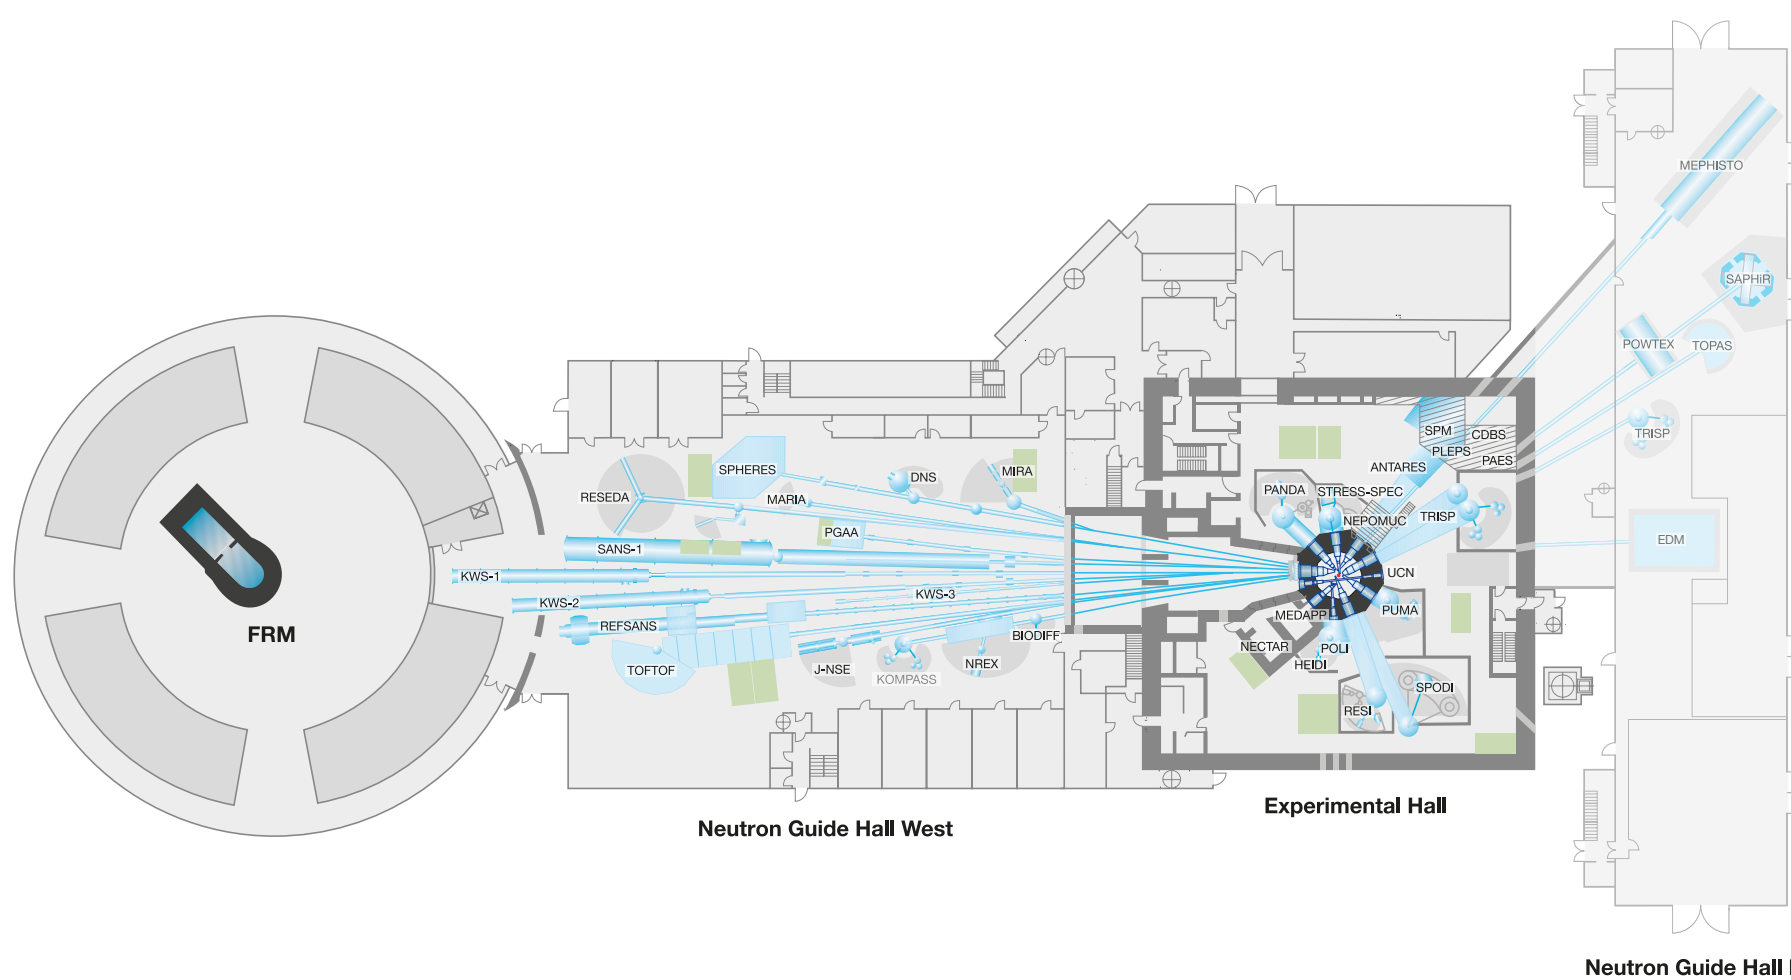 MEPHISTO
SAPHiR
POWTEX
TOPAS
TRISP
EDM
SPM
CDBS
PLEPS
PAES
ANTARES
PANDA
STRESS-SPEC
NEPOMUC
TRISP
UCN
PUMA
MEDAPP
NECTAR
POLI
HEIDI
SPODI
RESI
SPHERES
DNS
MIRA
RESEDA
MARIA
PGAA
SANS-1
KWS-1
KWS-3
KWS-2
REFSANS
BIODIFF
TOFTOF
J-NSE
KOMPASS
NREX
FRM
Experimental Hall
Neutron Guide Hall West
Neutron Guide Hall